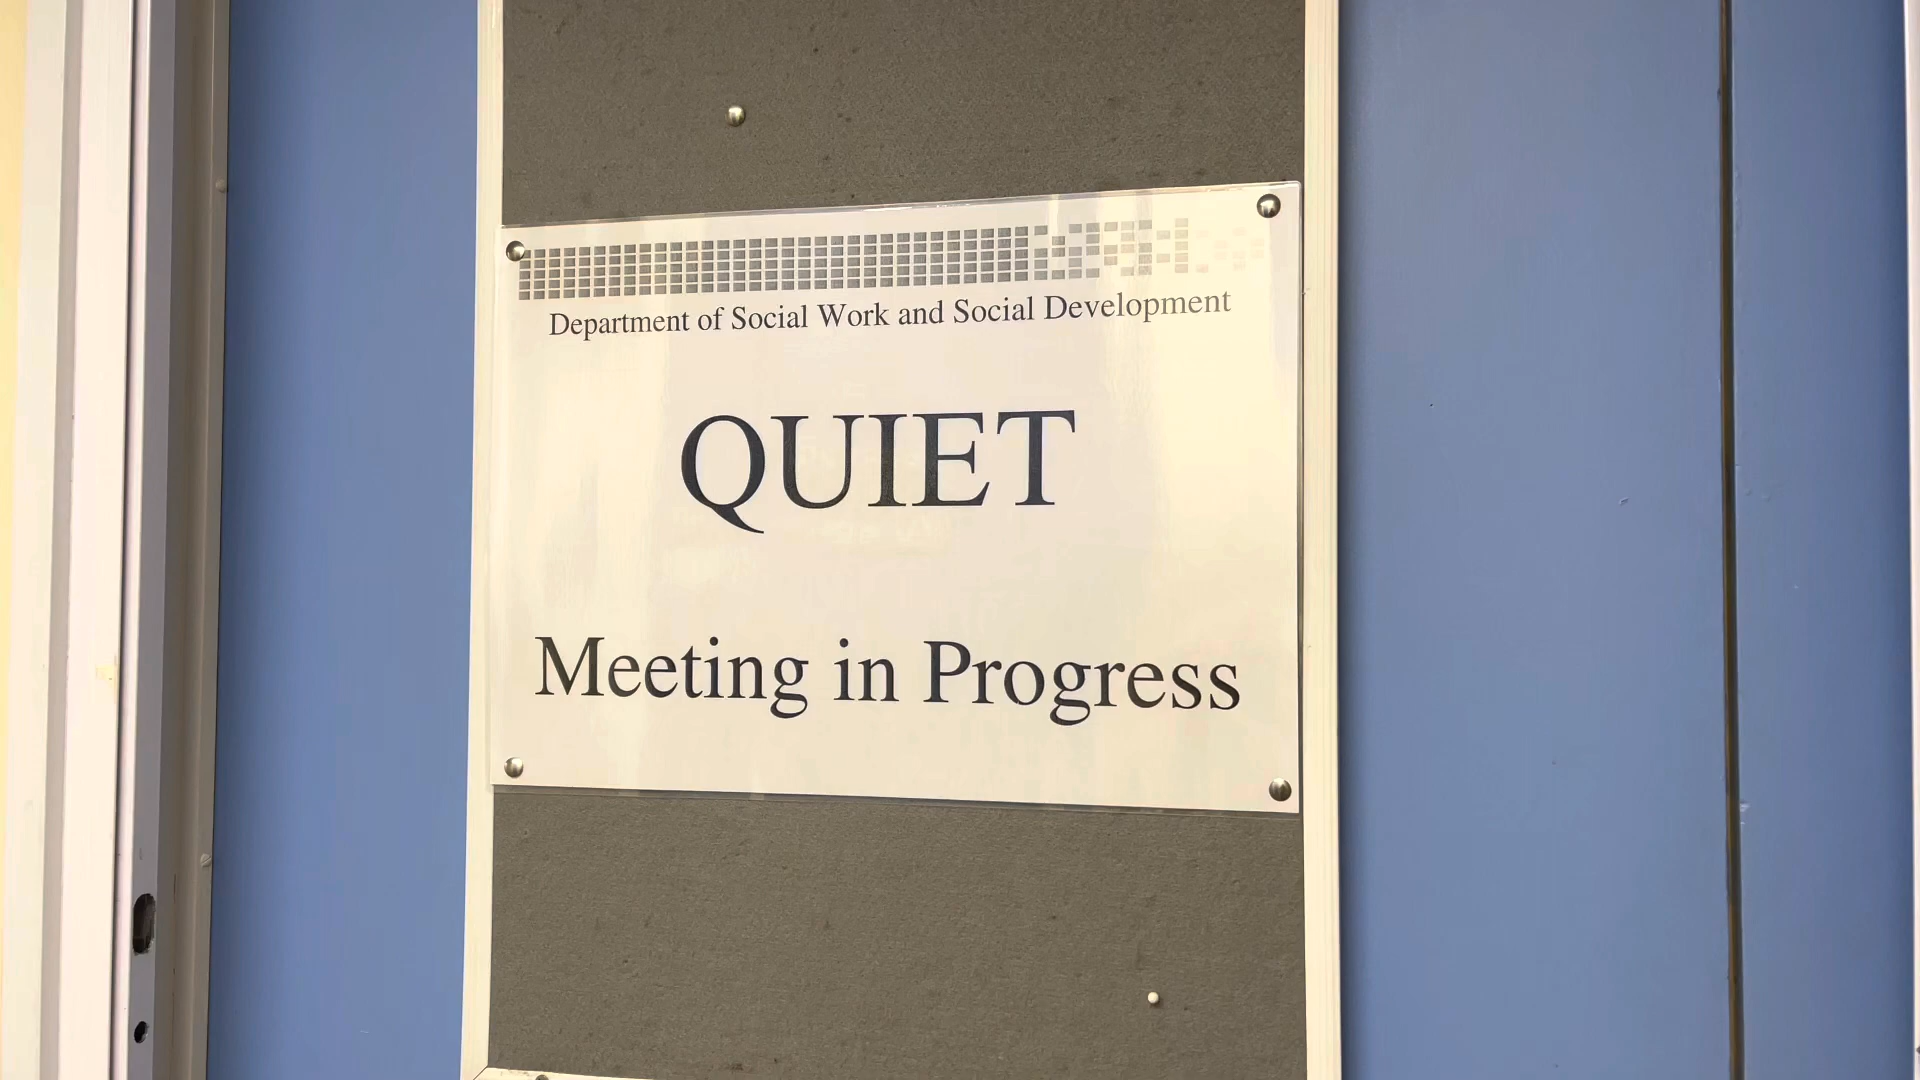 Department of Social Work and Social Development
QUIET
Meeting in Progress